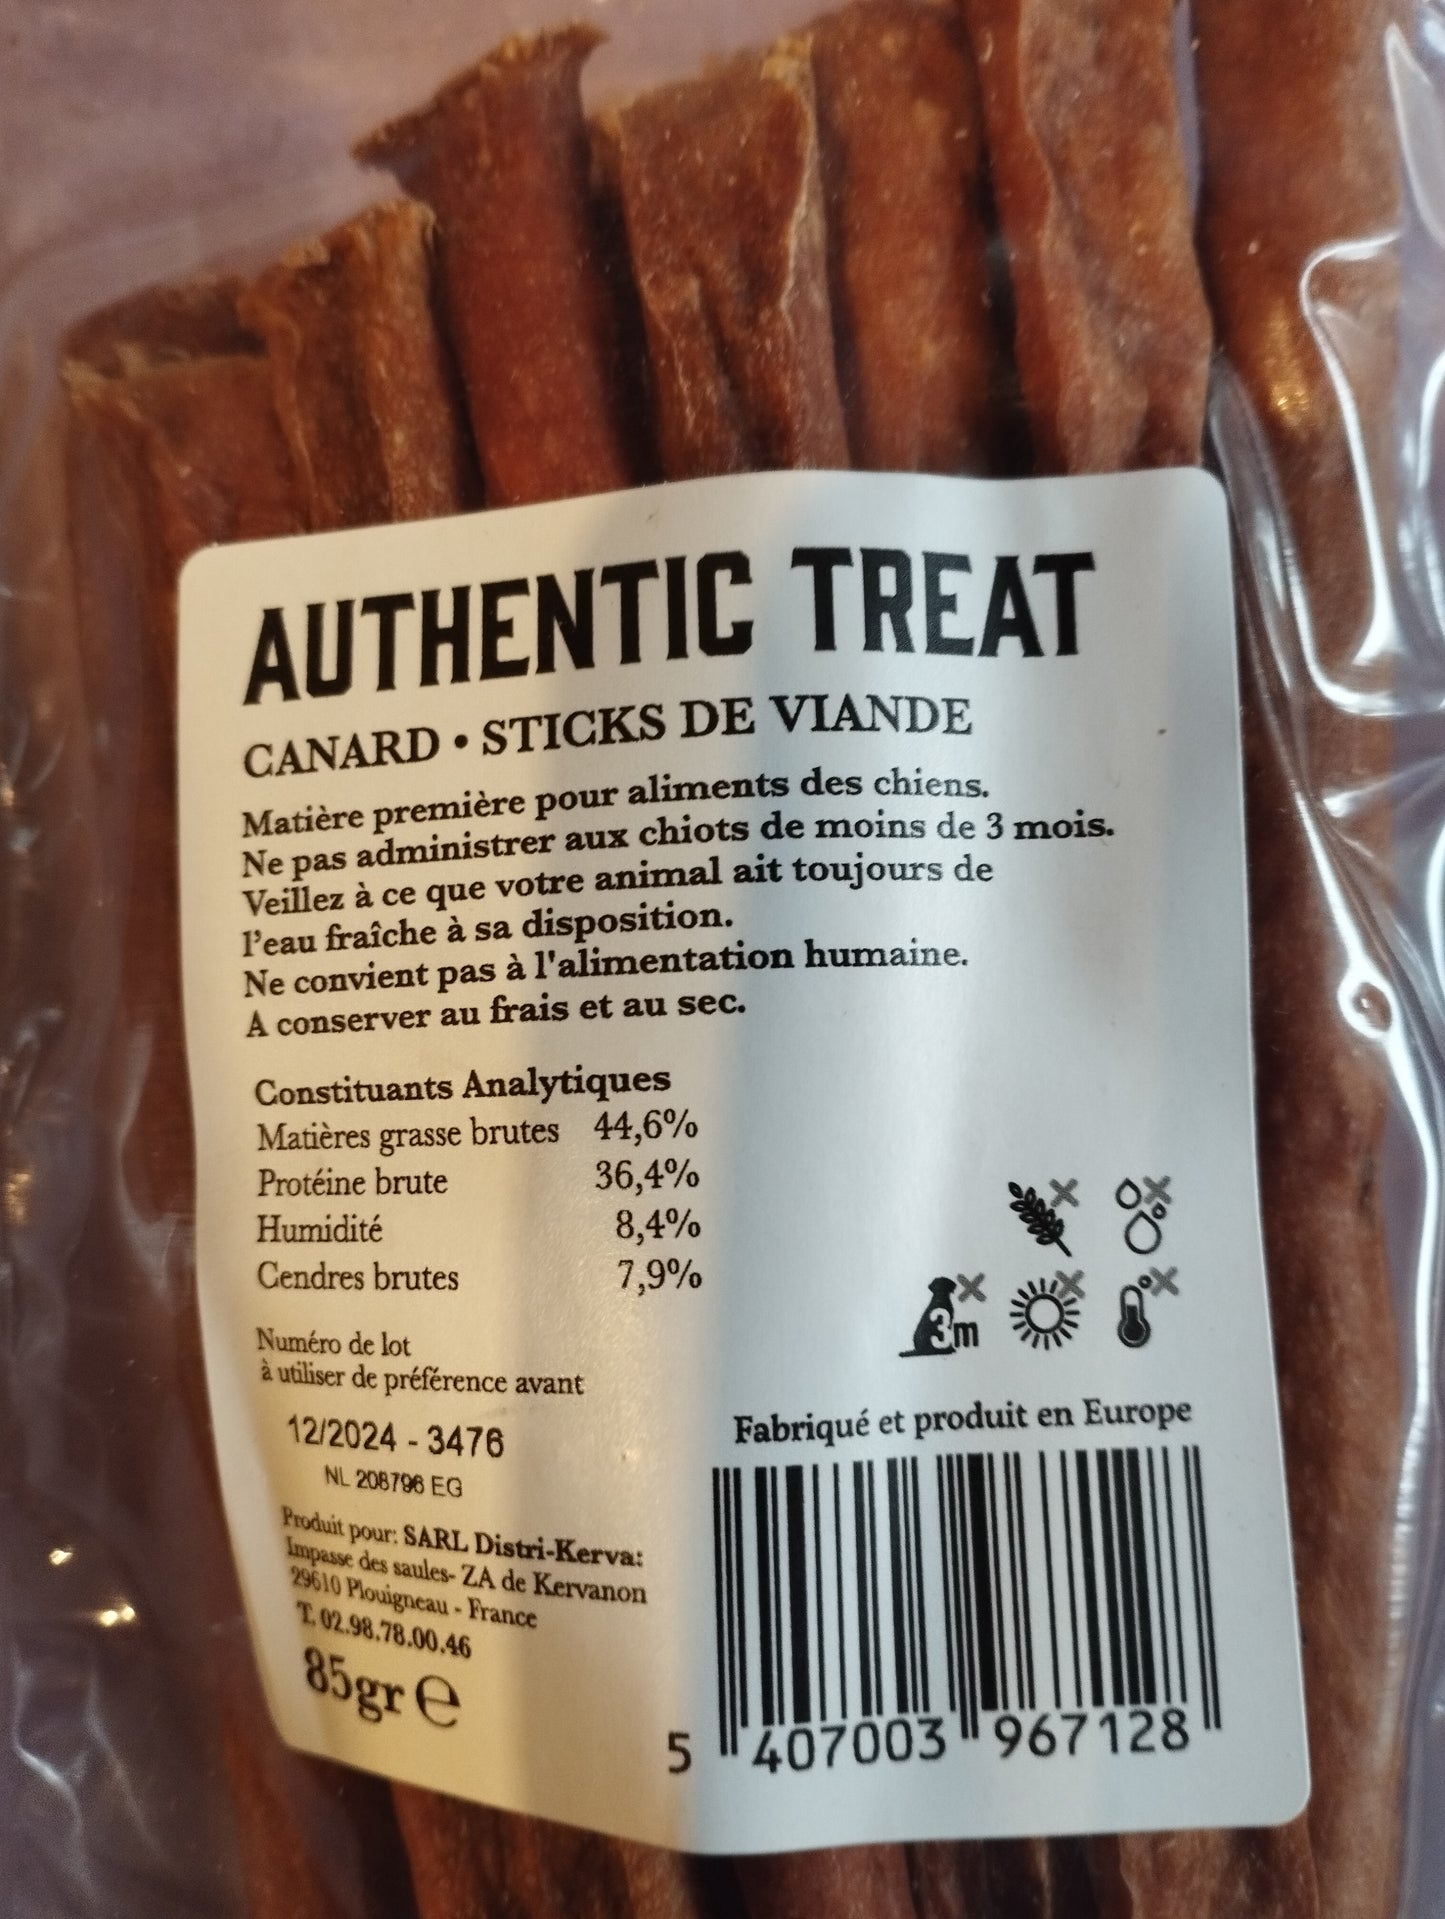 AUTHENTIC TREAT
CANARD • STICKS DE VIANDE
Matière première pour aliments des chiens.
Ne pas administrer aux chiots de moins de 3 mois.
Veillez à ce que votre animal ait toujours de
l'eau fraîche à sa disposition.
Ne convient pas à l'alimentation humaine.
A conserver au frais et au sec.
Constituants Analytiques
Matières grasse brutes 44,6%
Protéine brute 36,4%
Humidité 8,4%
Cendres brutes 7,9%
3m
Numéro de lot
à utiliser de préférence avant
12/2024 - 3476
NL 208796 EG
Produit pour: SARL Distri-Kerva:
Impasse des saules- ZA de Kervanon
29610 Plouigneau - France
T. 02.98.78.00.46
85gr e
Fabriqué et produit en Europe
5 407003 967128